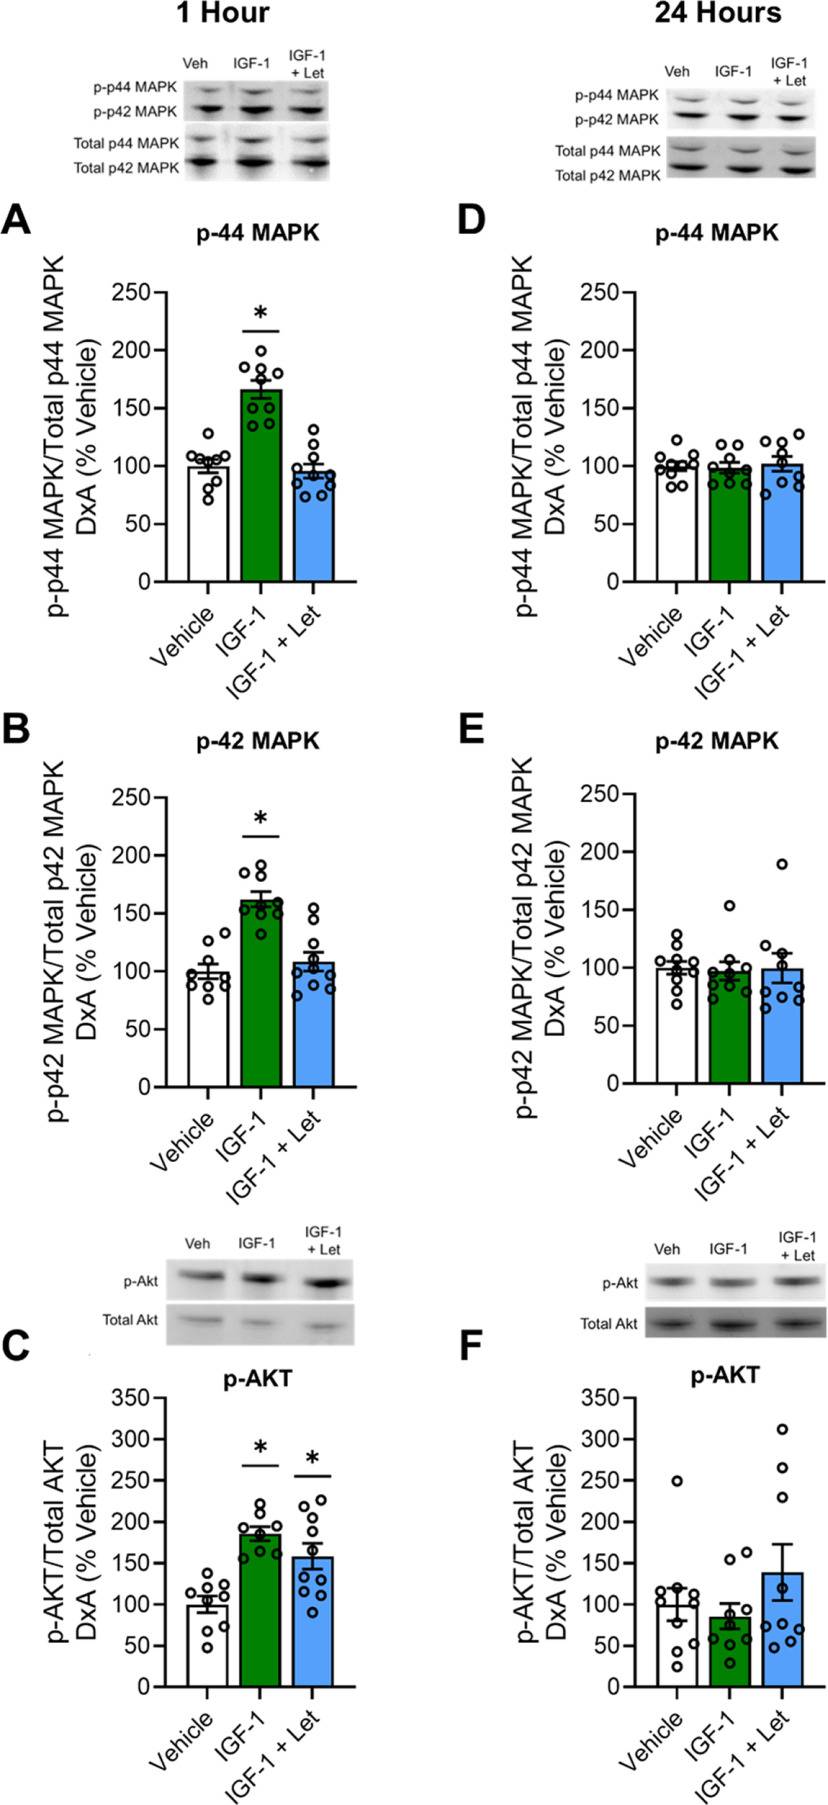 1 Hour
24 Hours
Veh IGF-1 IGF-1 + Let
p-p44 MAPK
p-p42 MAPK
Total p44 MAPK
Total p42 MAPK
Veh IGF-1 IGF-1 + Let
p-p44 MAPK
p-p42 MAPK
Total p44 MAPK
Total p42 MAPK
A
p-44 MAPK
p-p44 MAPK/Total p44 MAPK
DxA (% Vehicle)
250
200
150
100
50
0
*
Vehicle
IGF-1
IGF-1 + Let
D
p-44 MAPK
p-p44 MAPK/Total p44 MAPK
DxA (% Vehicle)
250
200
150
100
50
0
Vehicle
IGF-1
IGF-1 + Let
B
p-42 MAPK
p-p42 MAPK/Total p42 MAPK
DxA (% Vehicle)
250
200
150
100
50
0
*
Vehicle
IGF-1
IGF-1 + Let
E
p-42 MAPK
p-p42 MAPK/Total p42 MAPK
DxA (% Vehicle)
250
200
150
100
50
0
Vehicle
IGF-1
IGF-1 + Let
Veh IGF-1 IGF-1 + Let
p-Akt
Total Akt
Veh IGF-1 IGF-1 + Let
p-Akt
Total Akt
C
p-AKT
p-AKT/Total AKT
DxA (% Vehicle)
350
300
250
200
150
100
50
0
*
*
Vehicle
IGF-1
IGF-1 + Let
F
p-AKT
p-AKT/Total AKT
DxA (% Vehicle)
350
300
250
200
150
100
50
0
Vehicle
IGF-1
IGF-1 + Let